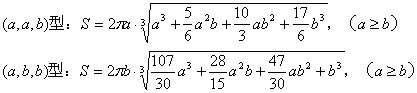 (a,a,b)型：S = 2πa·∛(a³ + 5/6 a²b + 10/3 ab² + 17/6 b³)， （a ≥ b）
(a,b,b)型：S = 2πb·∛(107/30 a³ + 28/15 a²b + 47/30 ab² + b³)， （a ≥ b）